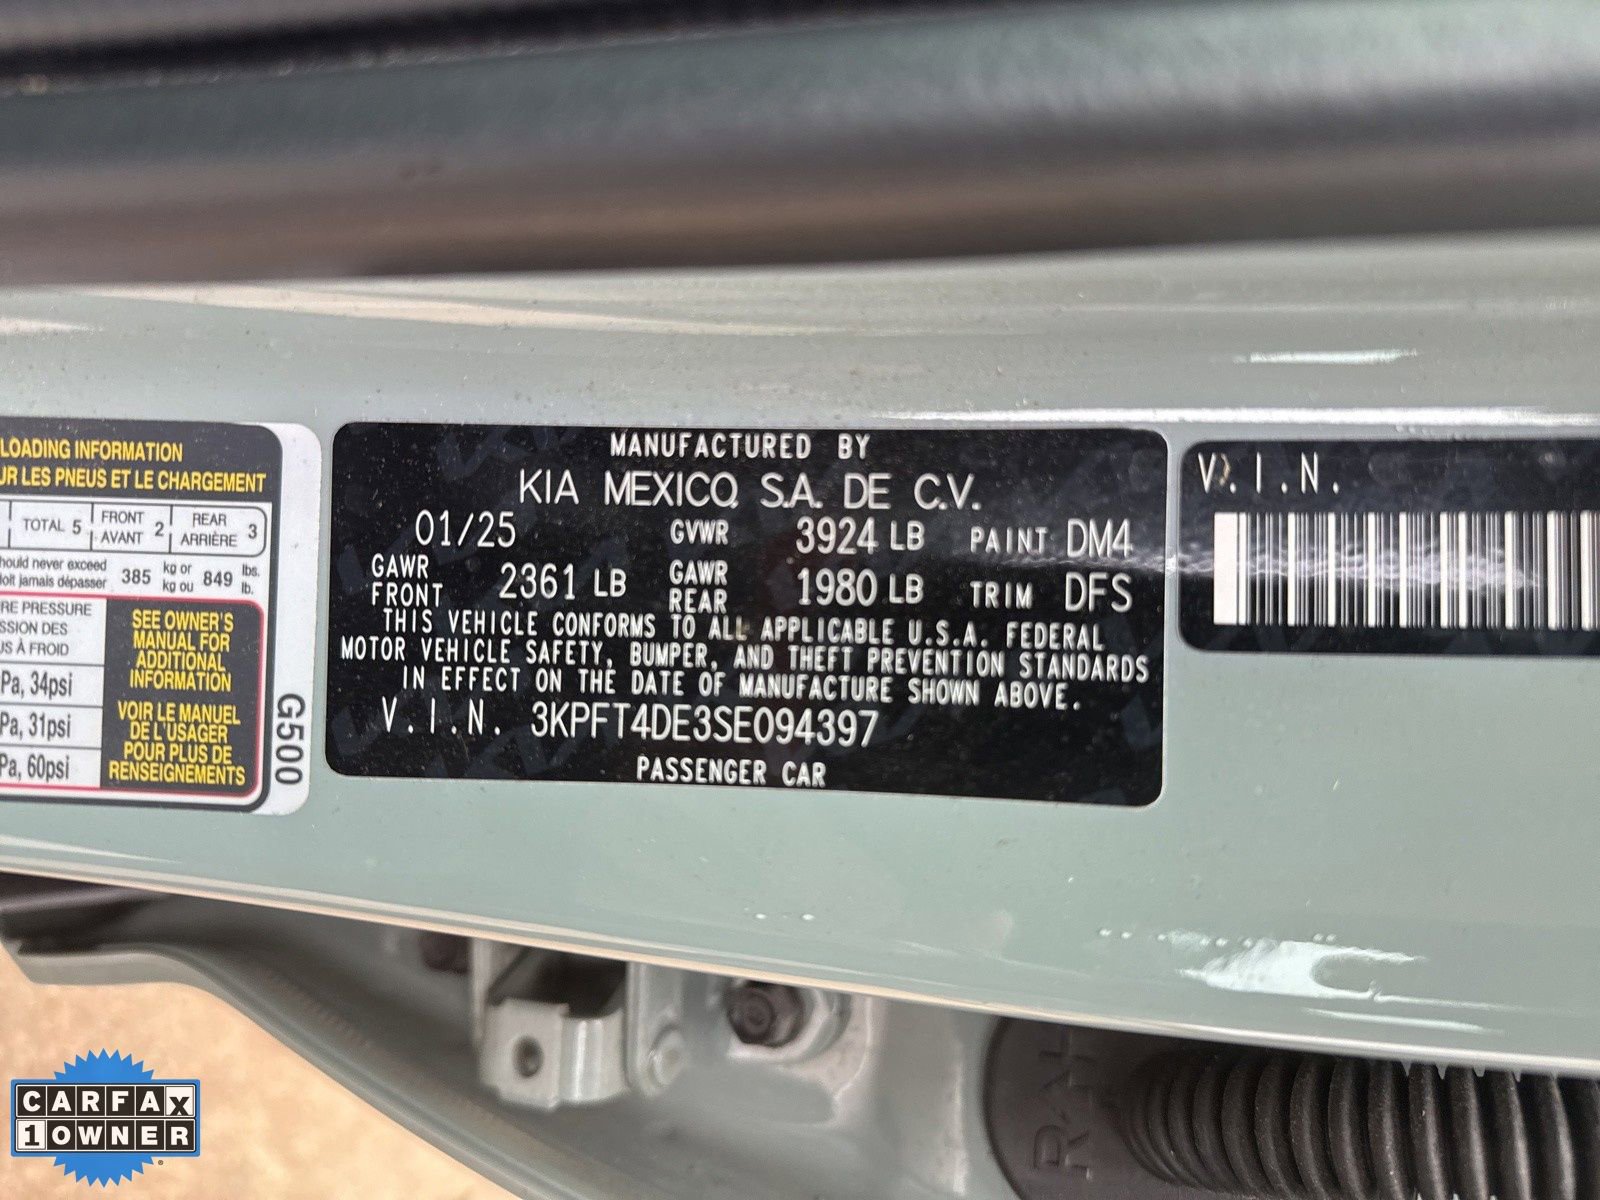 LOADING INFORMATION
UR LES PNEUS ET LE CHARGEMENT
TOTAL 5
FRONT
AVANT 2
REAR
ARRIÈRE 3
hould never exceed
doit jamais dépasser
385 kg or
kg ou
849 lbs.
lb.
RE PRESSURE
SSION DES
US À FROID
Pa, 34psi
Pa, 31psi
Pa, 60psi
SEE OWNER'S
MANUAL FOR
ADDITIONAL
INFORMATION
VOIR LE MANUEL
DE L'USAGER
POUR PLUS DE
RENSEIGNEMENTS
G500
MANUFACTURED BY
KIA MEXICO, S.A. DE C.V.
01/25 GVWR 3924 LB PAINT DM4
GAWR
FRONT 2361 LB GAWR
REAR 1980 LB TRIM DFS
THIS VEHICLE CONFORMS TO ALL APPLICABLE U.S.A. FEDERAL
MOTOR VEHICLE SAFETY, BUMPER, AND THEFT PREVENTION STANDARDS
IN EFFECT ON THE DATE OF MANUFACTURE SHOWN ABOVE.
V.I.N. 3KPFT4DE3SE094397
PASSENGER CAR
V.I.N.
CARFAX
1 OWNER